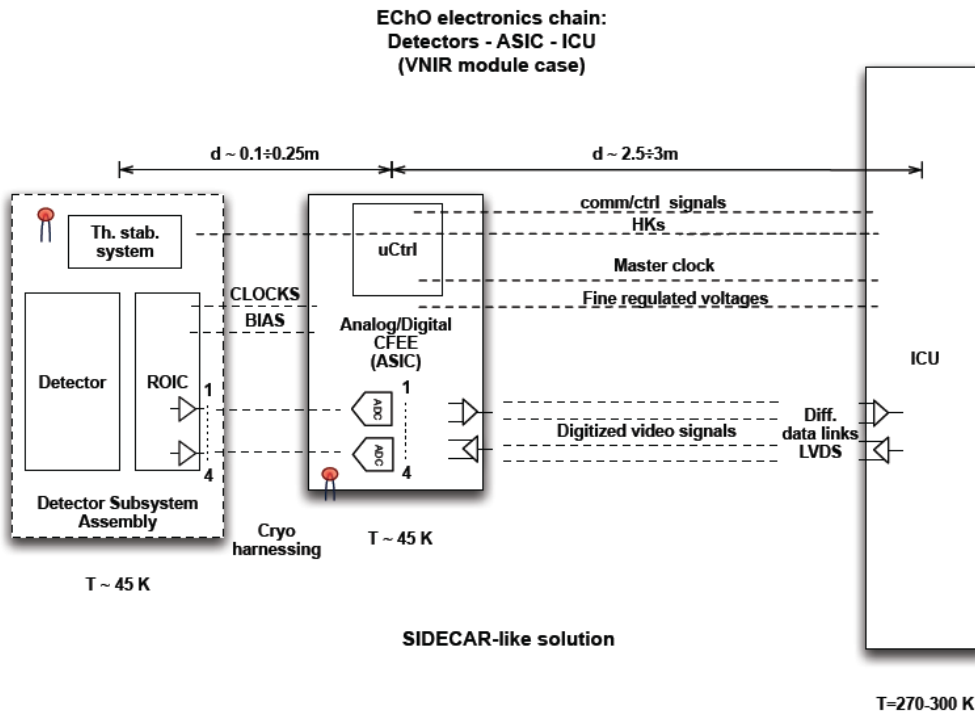 EChO electronics chain:
Detectors - ASIC - ICU
(VNIR module case)
d ~ 0.1÷0.25m
d ~ 2.5÷3m
comm/ctrl signals
HKs
Th. stab.
system
uCtrl
Master clock
CLOCKS
Fine regulated voltages
BIAS
Analog/Digital
CFEE
(ASIC)
ICU
Detector
ROIC
1
4
ADC
ADC
1
4
Digitized video signals
Diff.
data links
LVDS
Detector Subsystem
Assembly
Cryo
harnessing
T ~ 45 K
T ~ 45 K
SIDECAR-like solution
T=270-300 K